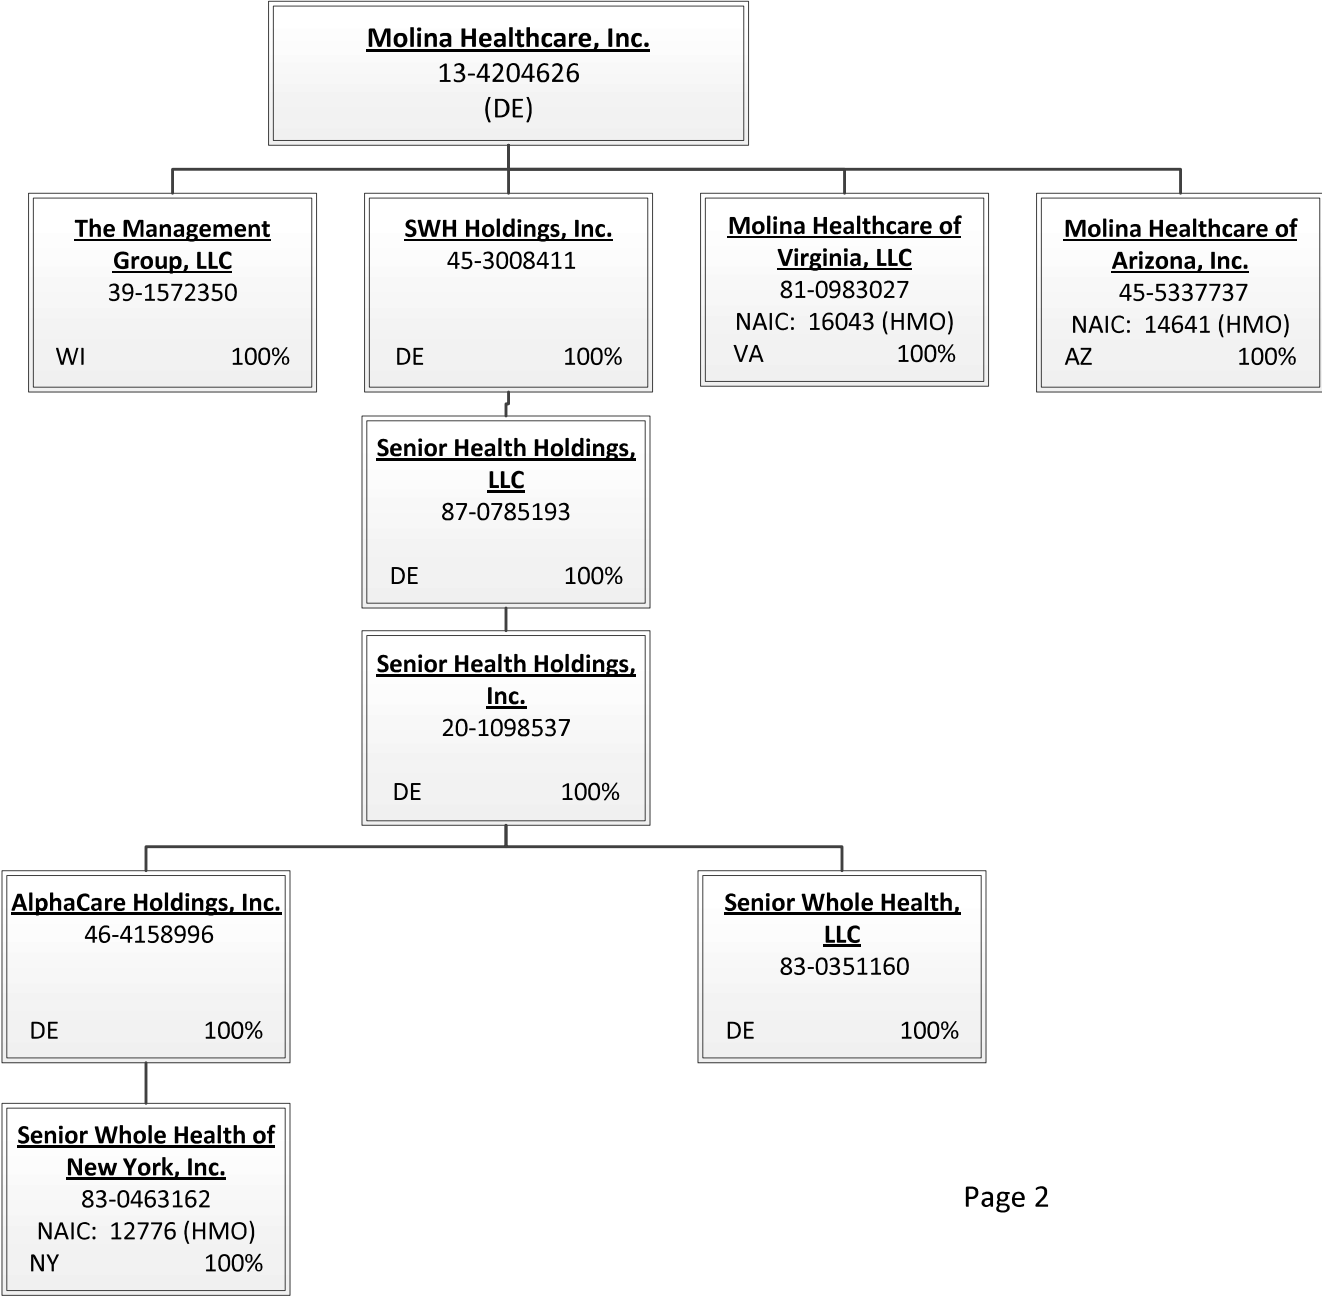 Molina Healthcare, Inc.
13-4204626
(DE)
The Management
Group, LLC
39-1572350
WI 100%
SWH Holdings, Inc.
45-3008411
DE 100%
Molina Healthcare of
Virginia, LLC
81-0983027
NAIC: 16043 (HMO)
VA 100%
Molina Healthcare of
Arizona, Inc.
45-5337737
NAIC: 14641 (HMO)
AZ 100%
Senior Health Holdings,
LLC
87-0785193
DE 100%
Senior Health Holdings,
Inc.
20-1098537
DE 100%
AlphaCare Holdings, Inc.
46-4158996
DE 100%
Senior Whole Health,
LLC
83-0351160
DE 100%
Senior Whole Health of
New York, Inc.
83-0463162
NAIC: 12776 (HMO)
NY 100%
Page 2